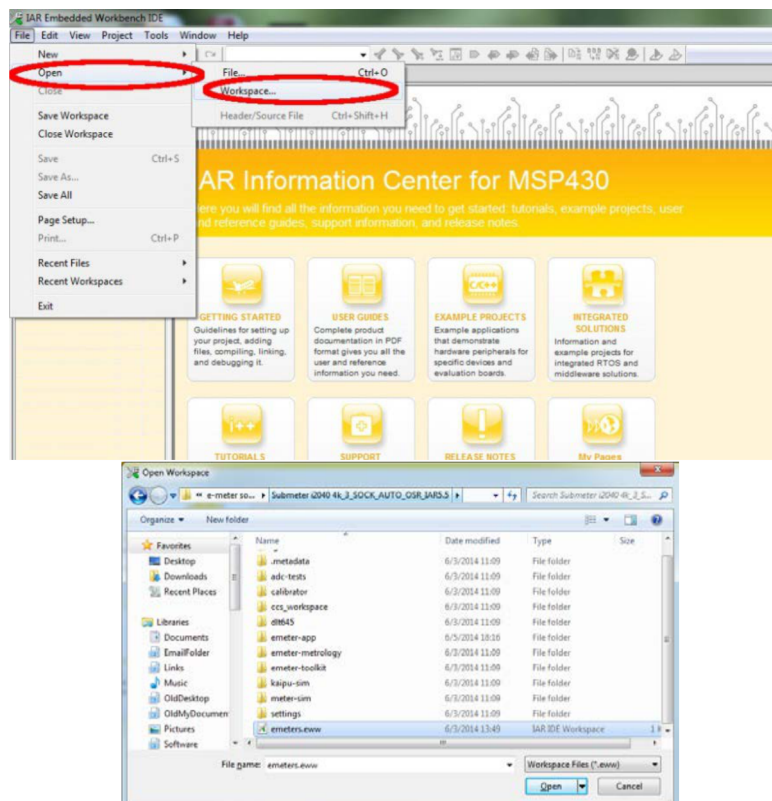 IAR Embedded Workbench IDE
File Edit View Project Tools Window Help
New
Open
Close
Save Workspace
Close Workspace
Save Ctrl+S
Save As...
Save All
Page Setup...
Print... Ctrl+P
Recent Files
Recent Workspaces
Exit
File... Ctrl+O
Workspace...
Header/Source File Ctrl+Shift+H
AR Information Center for MSP430
ere you will find all the information you need to get started: tutorials, example projects, user
nd reference guides, support information, and release notes.
GETTING STARTED
Guidelines for setting up
your project, adding
files, compiling, linking,
and debugging it.
USER GUIDES
Complete product
documentation in PDF
format gives you all the
user and reference
information you need.
C/C++
EXAMPLE PROJECTS
Example applications
that demonstrate
hardware peripherals for
specific devices and
evaluation boards.
INTEGRATED
SOLUTIONS
Information and
example projects for
integrated RTOS and
middleware solutions.
i++
TUTORIALS
SUPPORT
RELEASE NOTES
My Pages
Open Workspace
« e-meter so... Submeter i2040 4k_3_SOCK_AUTO_OSR_IAR5.5
Search Submeter i2040 4k_3_S...
Organize New folder
Favorites
Desktop
Downloads
Recent Places
Libraries
Documents
EmailFolder
Links
Music
OldDesktop
OldMyDocumen
Pictures
Software
Name Date modified Type Size
.metadata 6/3/2014 11:09 File folder
adc-tests 6/3/2014 11:09 File folder
calibrator 6/3/2014 11:09 File folder
ccs_workspace 6/3/2014 11:09 File folder
dlt645 6/3/2014 11:09 File folder
emeter-app 6/5/2014 16:16 File folder
emeter-metrology 6/3/2014 11:09 File folder
emeter-toolkit 6/3/2014 11:09 File folder
kaipu-sim 6/3/2014 11:09 File folder
meter-sim 6/3/2014 11:09 File folder
settings 6/3/2014 11:09 File folder
emeters.eww 6/3/2014 13:49 IAR IDE Workspace 1
File name: emeters.eww
Workspace Files (*.eww)
Open Cancel